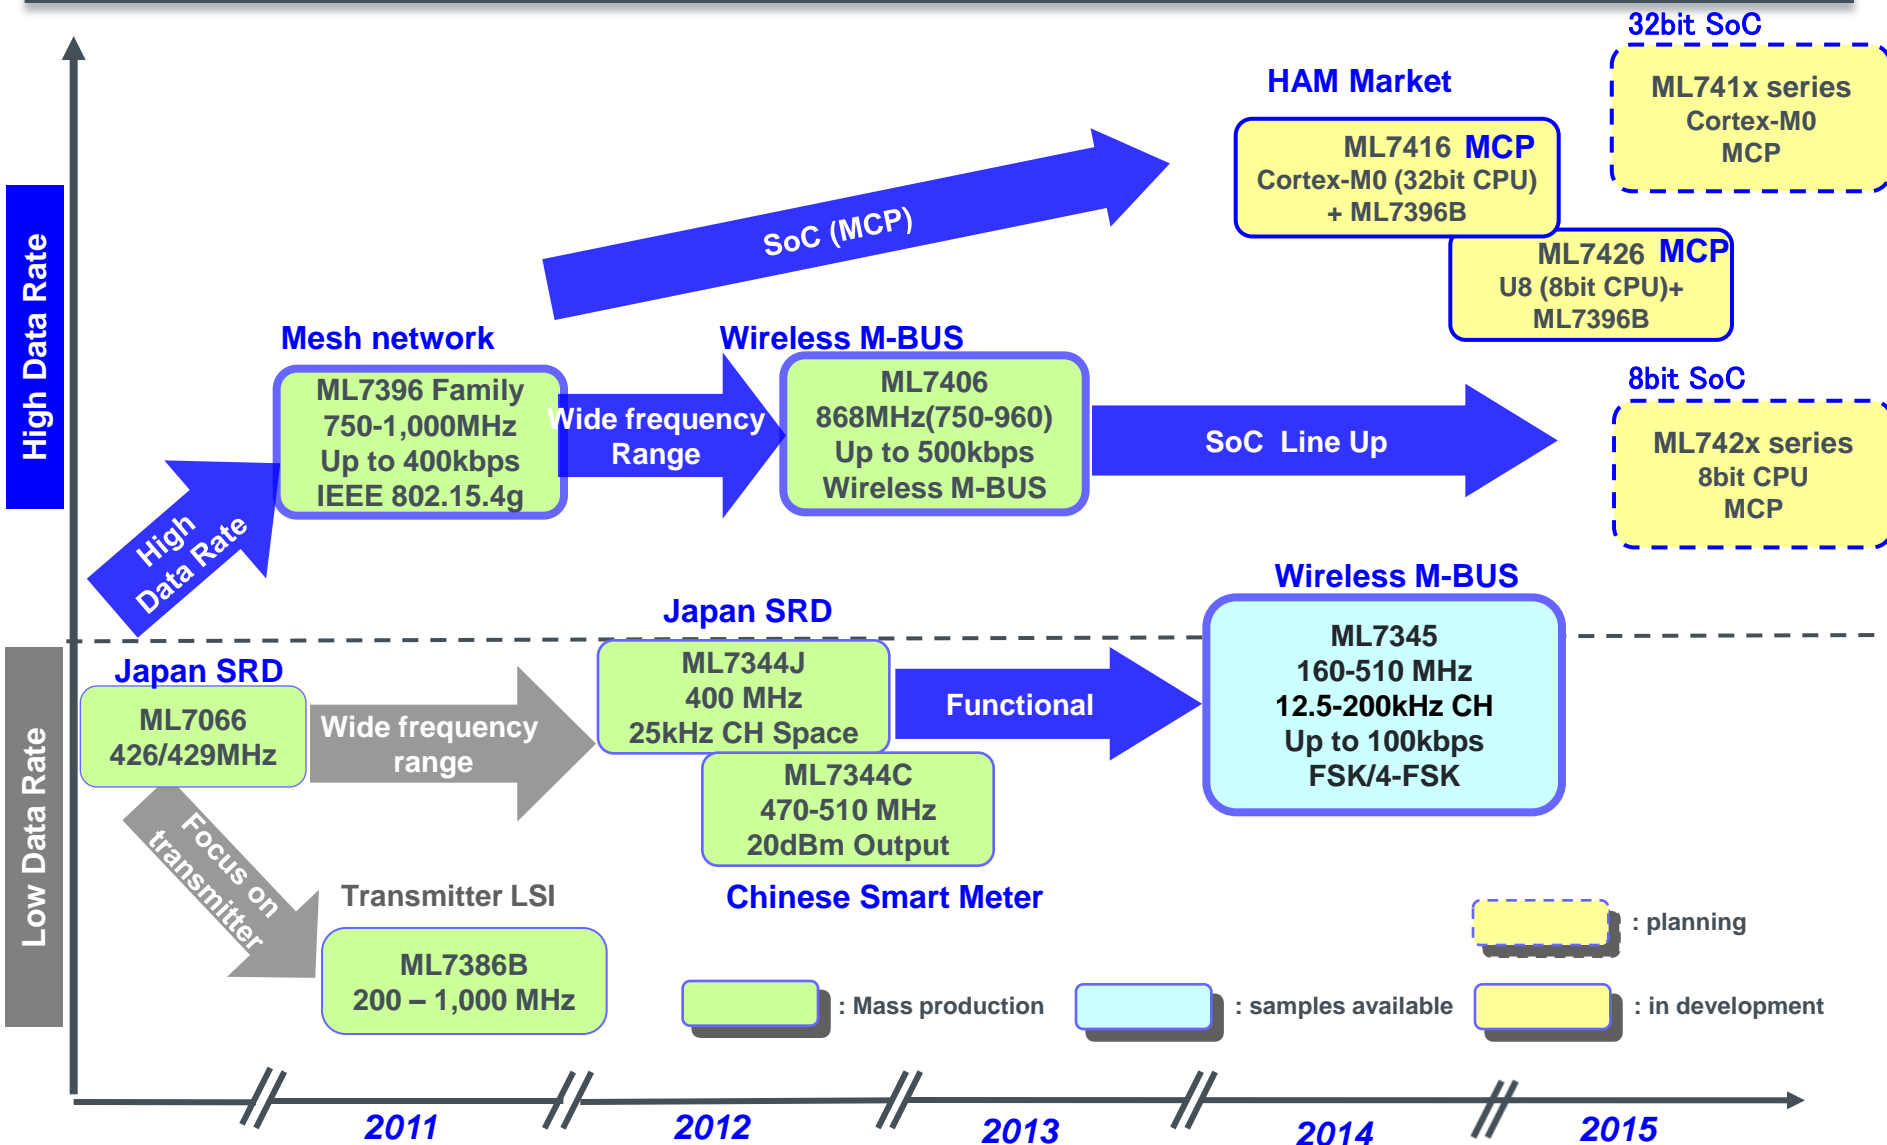 32bit SoC
ML741x series
Cortex-M0
MCP
HAM Market
ML7416 MCP
Cortex-M0 (32bit CPU)
+ ML7396B
ML7426 MCP
U8 (8bit CPU)+
ML7396B
SoC (MCP)
High Data Rate
Mesh network
ML7396 Family
750-1,000MHz
Up to 400kbps
IEEE 802.15.4g
Wide frequency
Range
Wireless M-BUS
ML7406
868MHz(750-960)
Up to 500kbps
Wireless M-BUS
SoC Line Up
8bit SoC
ML742x series
8bit CPU
MCP
High
Data Rate
Low Data Rate
Japan SRD
ML7066
426/429MHz
Wide frequency
range
Japan SRD
ML7344J
400 MHz
25kHz CH Space
ML7344C
470-510 MHz
20dBm Output
Chinese Smart Meter
Functional
Wireless M-BUS
ML7345
160-510 MHz
12.5-200kHz CH
Up to 100kbps
FSK/4-FSK
Focus on
transmitter
Transmitter LSI
ML7386B
200 – 1,000 MHz
: planning
: Mass production
: samples available
: in development
2011
2012
2013
2014
2015